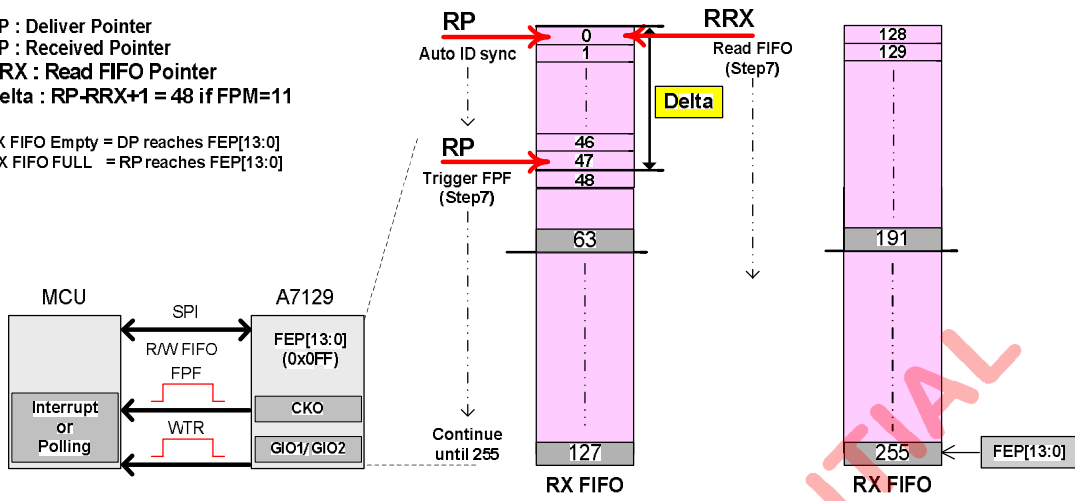 P : Deliver Pointer
P : Received Pointer
RX : Read FIFO Pointer
elta : RP-RRX+1 = 48 if FPM=11
X FIFO Empty = DP reaches FEP[13:0]
X FIFO FULL = RP reaches FEP[13:0]
RP
Auto ID sync
RP
Trigger FPF
(Step7)
Continue
until 255
0
1
46
47
48
63
127
RX FIFO
Delta
RRX
Read FIFO
(Step7)
128
129
191
255
RX FIFO
FEP[13:0]
MCU
Interrupt
or
Polling
SPI
R/W FIFO
FPF
WTR
A7129
FEP[13:0]
(0x0FF)
CKO
GIO1/ GIO2
NTIAL